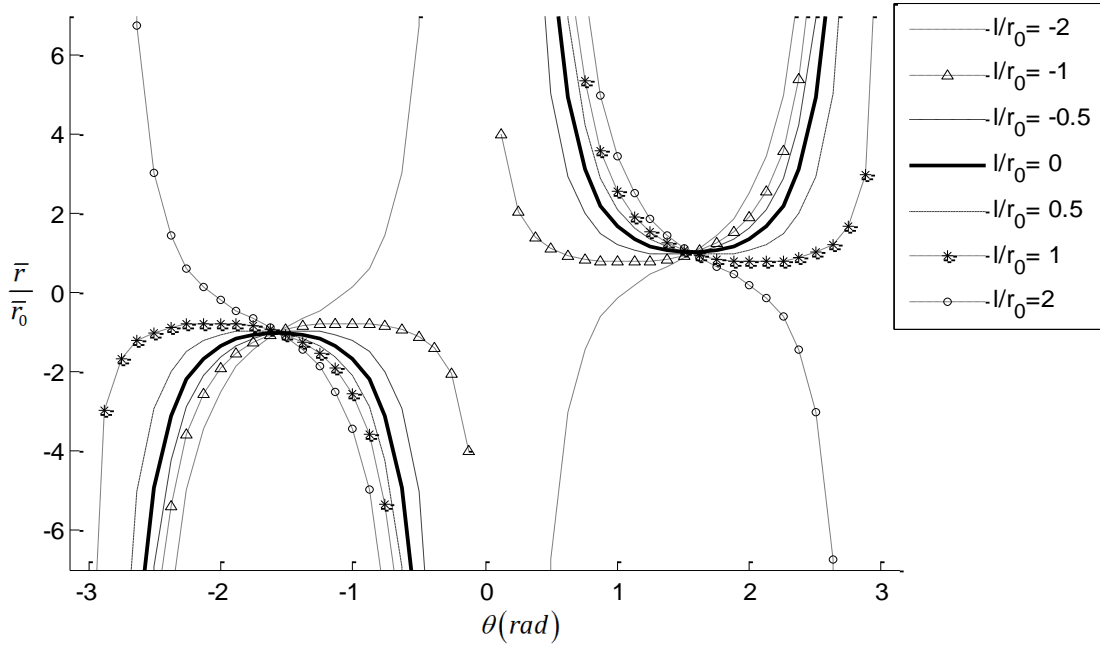 6
4
2
0
-2
-4
-6
r̅
r̅₀
-3
-2
-1
0
1
2
3
θ(rad)
l/r₀= -2
l/r₀= -1
l/r₀= -0.5
l/r₀= 0
l/r₀= 0.5
l/r₀= 1
l/r₀=2